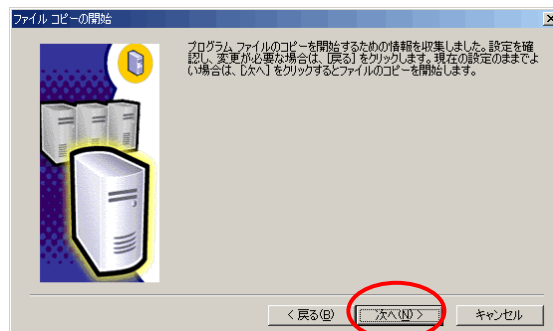 ファイル コピーの開始
プログラム ファイルのコピーを開始するための情報を収集しました。設定を確
認し、変更が必要な場合は、[戻る] をクリックします。現在の設定のままでよ
い場合は、[次へ] をクリックするとファイルのコピーを開始します。
< 戻る(B)
次へ(N) >
キャンセル